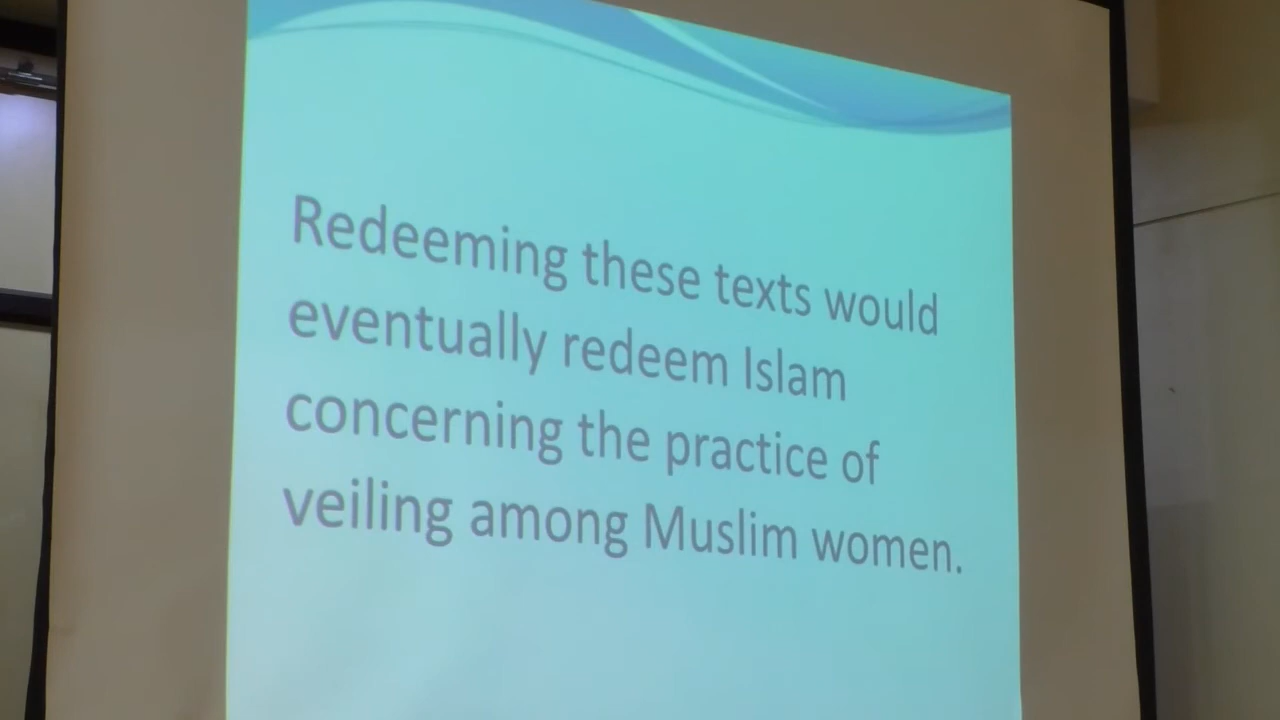 Redeeming these texts would
eventually redeem Islam
concerning the practice of
veiling among Muslim women.